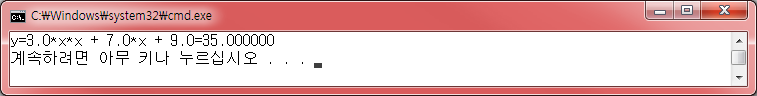 C:₩Windows₩system32₩cmd.exe
y=3.0*x*x + 7.0*x + 9.0=35.000000
계속하려면 아무 키나 누르십시오 . . .